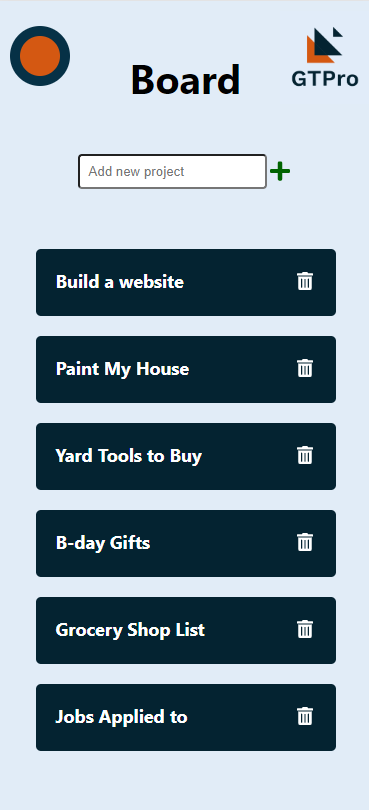 GTPro
Board
Add new project
Build a website
Paint My House
Yard Tools to Buy
B-day Gifts
Grocery Shop List
Jobs Applied to